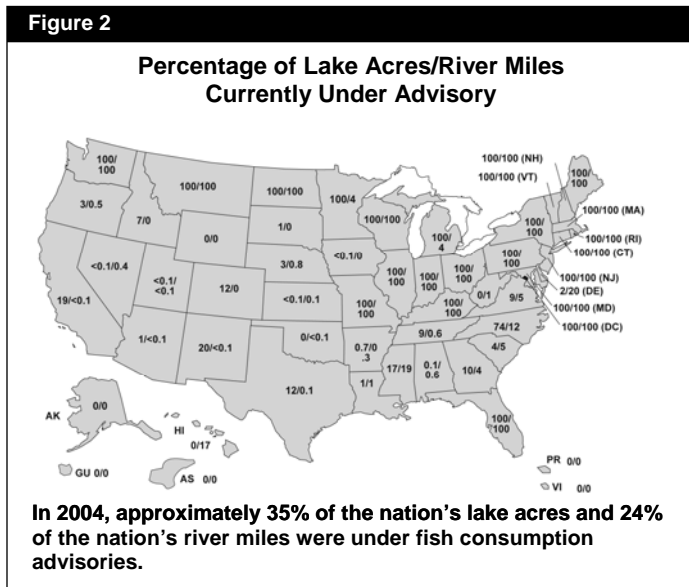 Figure 2
Percentage of Lake Acres/River Miles
Currently Under Advisory
100/100 (NH)
100/100 (VT)
100/
100
100/
100
100/100
100/100
100/4
100/100
3/0.5
7/0
0/0
1/0
100/
4
100/
100
100/100 (MA)
100/100 (RI)
100/100 (CT)
<0.1/0.4
<0.1/
<0.1
12/0
3/0.8
<0.1/0
100/
100
100/
100
100/
100
100/
100
100/100 (NJ)
2/20 (DE)
100/100 (MD)
100/100 (DC)
19/<0.1
<0.1/0.1
100/
100
100/
100
0/1
9/5
1/<0.1
20/<0.1
0/<0.1
0.7/0
.3
9/0.6
74/12
4/5
12/0.1
1/1
17/19
0.1/
0.6
10/4
100/
100
AK
0/0
HI
0/17
GU 0/0
AS 0/0
PR 0/0
VI 0/0
In 2004, approximately 35% of the nation's lake acres and 24%
of the nation's river miles were under fish consumption
advisories.